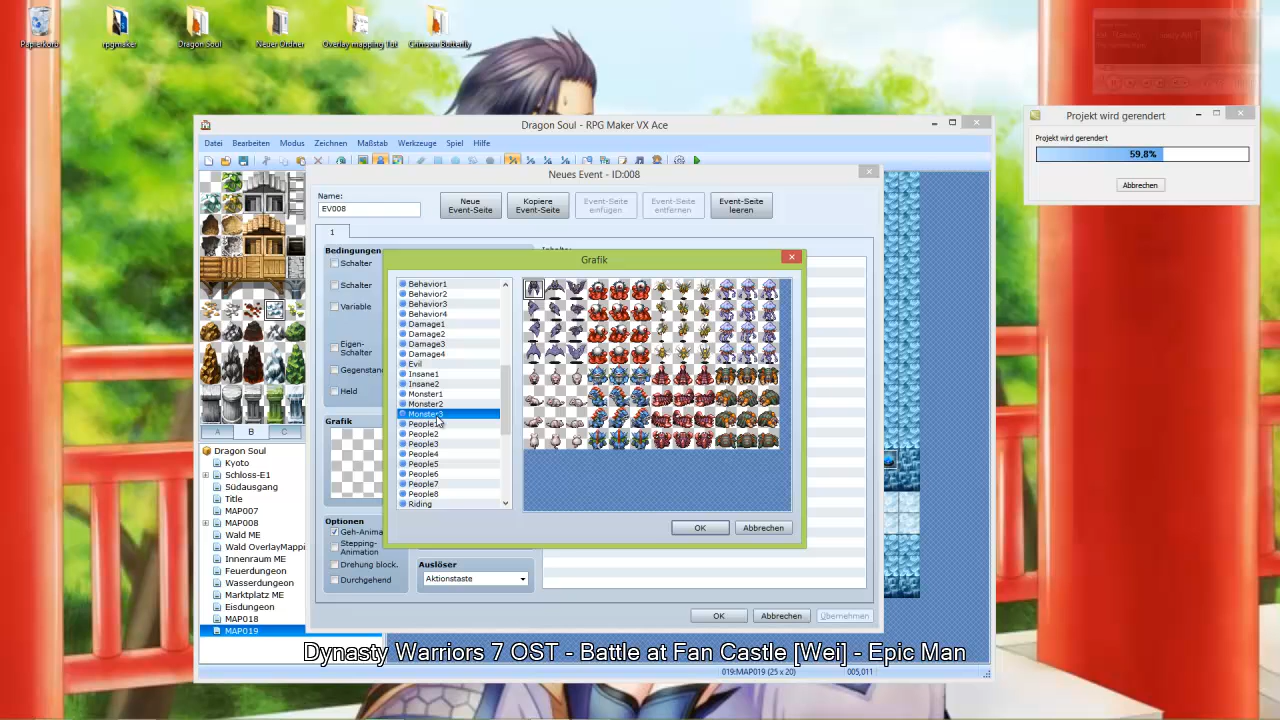 Papierkorb
rpgmaker
Dragon Soul
Neuer Ordner
Overlay mapping Tut
Crimson Butterfly
Dragon Soul - RPG Maker VX Ace
Datei Bearbeiten Modus Zeichnen Maßstab Werkzeuge Spiel Hilfe
Projekt wird gerendert
Projekt wird gerendert
59,8%
Abbrechen
Neues Event - ID:008
Name:
EV008
Neue
Event-Seite
Kopiere
Event-Seite
Event-Seite
einfügen
Event-Seite
entfernen
Event-Seite
leeren
1
Bedingungen
Schalter
Schalter
Variable
Eigen-
Schalter
Gegenstand
Held
Grafik
Optionen
Geh-Anima
Stepping-
Animation
Drehung block.
Durchgehend
Auslöser
Aktionstaste
Grafik
Behavior1
Behavior2
Behavior3
Behavior4
Damage1
Damage2
Damage3
Damage4
Evil
Insane1
Insane2
Monster1
Monster2
Monster3
People1
People2
People3
People4
People5
People6
People7
People8
Riding
OK
Abbrechen
OK
Abbrechen
Übernehmen
A B C
Dragon Soul
Kyoto
Schloss-E1
Südausgang
Title
MAP007
MAP008
Wald ME
Wald OverlayMappi
Innenraum ME
Feuerdungeon
Wasserdungeon
Marktplatz ME
Eisdungeon
MAP018
MAP019
Dynasty Warriors 7 OST - Battle at Fan Castle [Wei] - Epic Man
019:MAP019 (25 x 20)
005,011